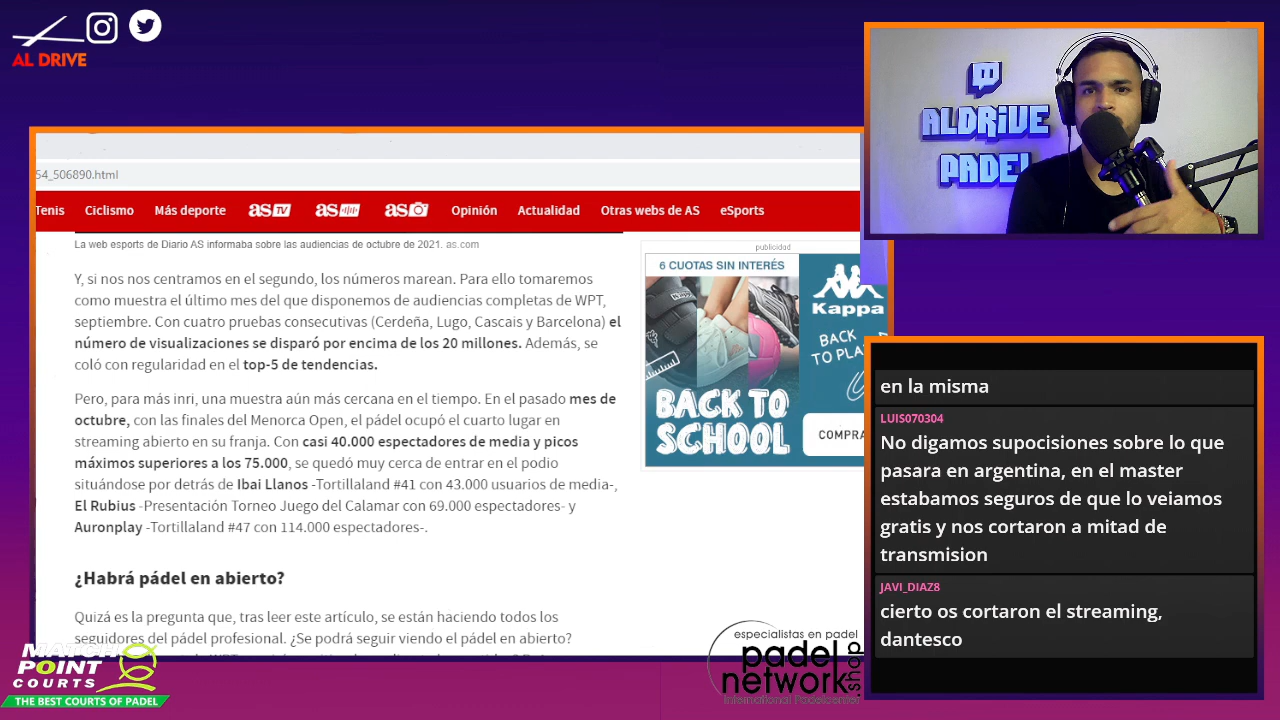 AL DRIVE
54_506890.html
Tenis Ciclismo Más deporte as TV as as Opinión Actualidad Otras webs de AS eSports
La web esports de Diario AS informaba sobre las audiencias de octubre de 2021. as.com
Y, si nos nos centramos en el segundo, los números marean. Para ello tomaremos
como muestra el último mes del que disponemos de audiencias completas de WPT,
septiembre. Con cuatro pruebas consecutivas (Cerdeña, Lugo, Cascais y Barcelona) el
número de visualizaciones se disparó por encima de los 20 millones. Además, se
coló con regularidad en el top-5 de tendencias.
Pero, para más inri, una muestra aún más cercana en el tiempo. En el pasado mes de
octubre, con las finales del Menorca Open, el pádel ocupó el cuarto lugar en
streaming abierto en su franja. Con casi 40.000 espectadores de media y picos
máximos superiores a los 75.000, se quedó muy cerca de entrar en el podio
situándose por detrás de Ibai Llanos -Tortillaland #41 con 43.000 usuarios de media-,
El Rubius -Presentación Torneo Juego del Calamar con 69.000 espectadores- y
Auronplay -Tortillaland #47 con 114.000 espectadores-.
¿Habrá pádel en abierto?
Quizá es la pregunta que, tras leer este artículo, se están haciendo todos los
seguidores del pádel profesional. ¿Se podrá seguir viendo el pádel en abierto?
publicidad
6 CUOTAS SIN INTERÉS
Kappa
BACK
TO PLA
BACK TO
SCHOOL
COMPRA
ALDRIVE
PADEL
en la misma
LUIS070304
No digamos supocisiones sobre lo que
pasara en argentina, en el master
estabamos seguros de que lo veiamos
gratis y nos cortaron a mitad de
transmision
JAVI_DIAZ8
cierto os cortaron el streaming,
dantesco
MATCH
POINT
COURTS
THE BEST COURTS OF PADEL
especialistas en padel
padel
network
.shop
International Padelcenter